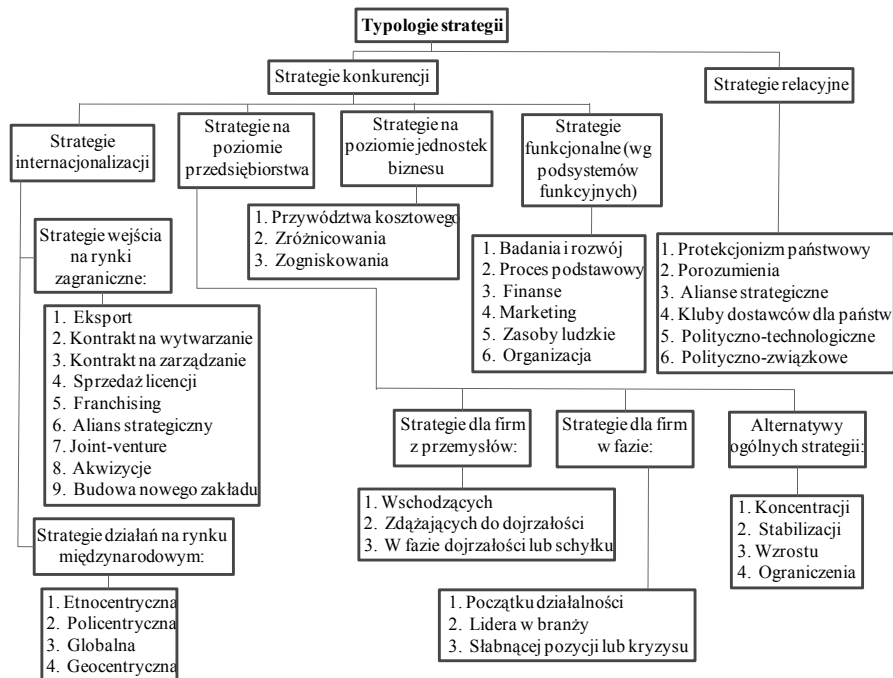 Typologie strategii
Strategie konkurencji
Strategie relacyjne
Strategie
internacjonalizacji
Strategie na
poziomie
przedsiębiorstwa
Strategie na
poziomie jednostek
biznesu
Strategie
funkcjonalne (wg
podsystemów
funkcyjnych)
1. Przywództwa kosztowego
2. Zróżnicowania
3. Zogniskowania
Strategie wejścia
na rynki
zagraniczne:
1. Badania i rozwój
2. Proces podstawowy
3. Finanse
4. Marketing
5. Zasoby ludzkie
6. Organizacja
1. Protekcjonizm państwowy
2. Porozumienia
3. Alianse strategiczne
4. Kluby dostawców dla państw
5. Polityczno-technologiczne
6. Polityczno-związkowe
1. Eksport
2. Kontrakt na wytwarzanie
3. Kontrakt na zarządzanie
4. Sprzedaż licencji
5. Franchising
6. Alians strategiczny
7. Joint-venture
8. Akwizycje
9. Budowa nowego zakładu
Strategie dla firm
z przemysłów:
Strategie dla firm
w fazie:
Alternatywy
ogólnych strategii:
1. Wschodzących
2. Zdążających do dojrzałości
3. W fazie dojrzałości lub schyłku
1. Koncentracji
2. Stabilizacji
3. Wzrostu
4. Ograniczenia
Strategie działań na rynku
międzynarodowym:
1. Początku działalności
2. Lidera w branży
3. Słabnącej pozycji lub kryzysu
1. Etnocentryczna
2. Policentryczna
3. Globalna
4. Geocentryczna